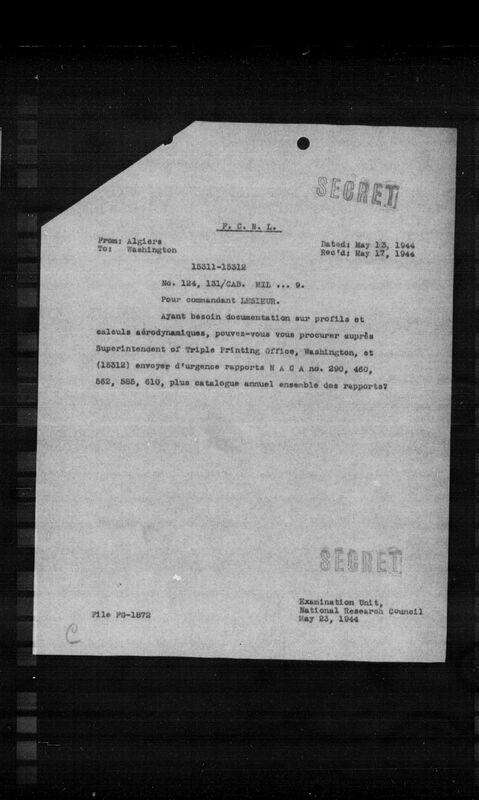 SECRET
F. C. N. L.
From: Algiers
To: Washington
Dated: May 13, 1944
Rec'd: May 17, 1944
15311-15312
No. 124, 131/CAB. MIL ... 9.
Pour commandant LESIEUR.
Ayant besoin documentation sur profils et
calculs aérodynamiques, pouvez-vous vous procurer auprès
Superintendent of Triple Printing Office, Washington, et
(15312) envoyer d'urgence rapports N A C A no. 290, 460,
562, 585, 610, plus catalogue annuel ensemble des rapports?
SECRET
Examination Unit,
National Research Council
May 23, 1944
File FG-1872
C